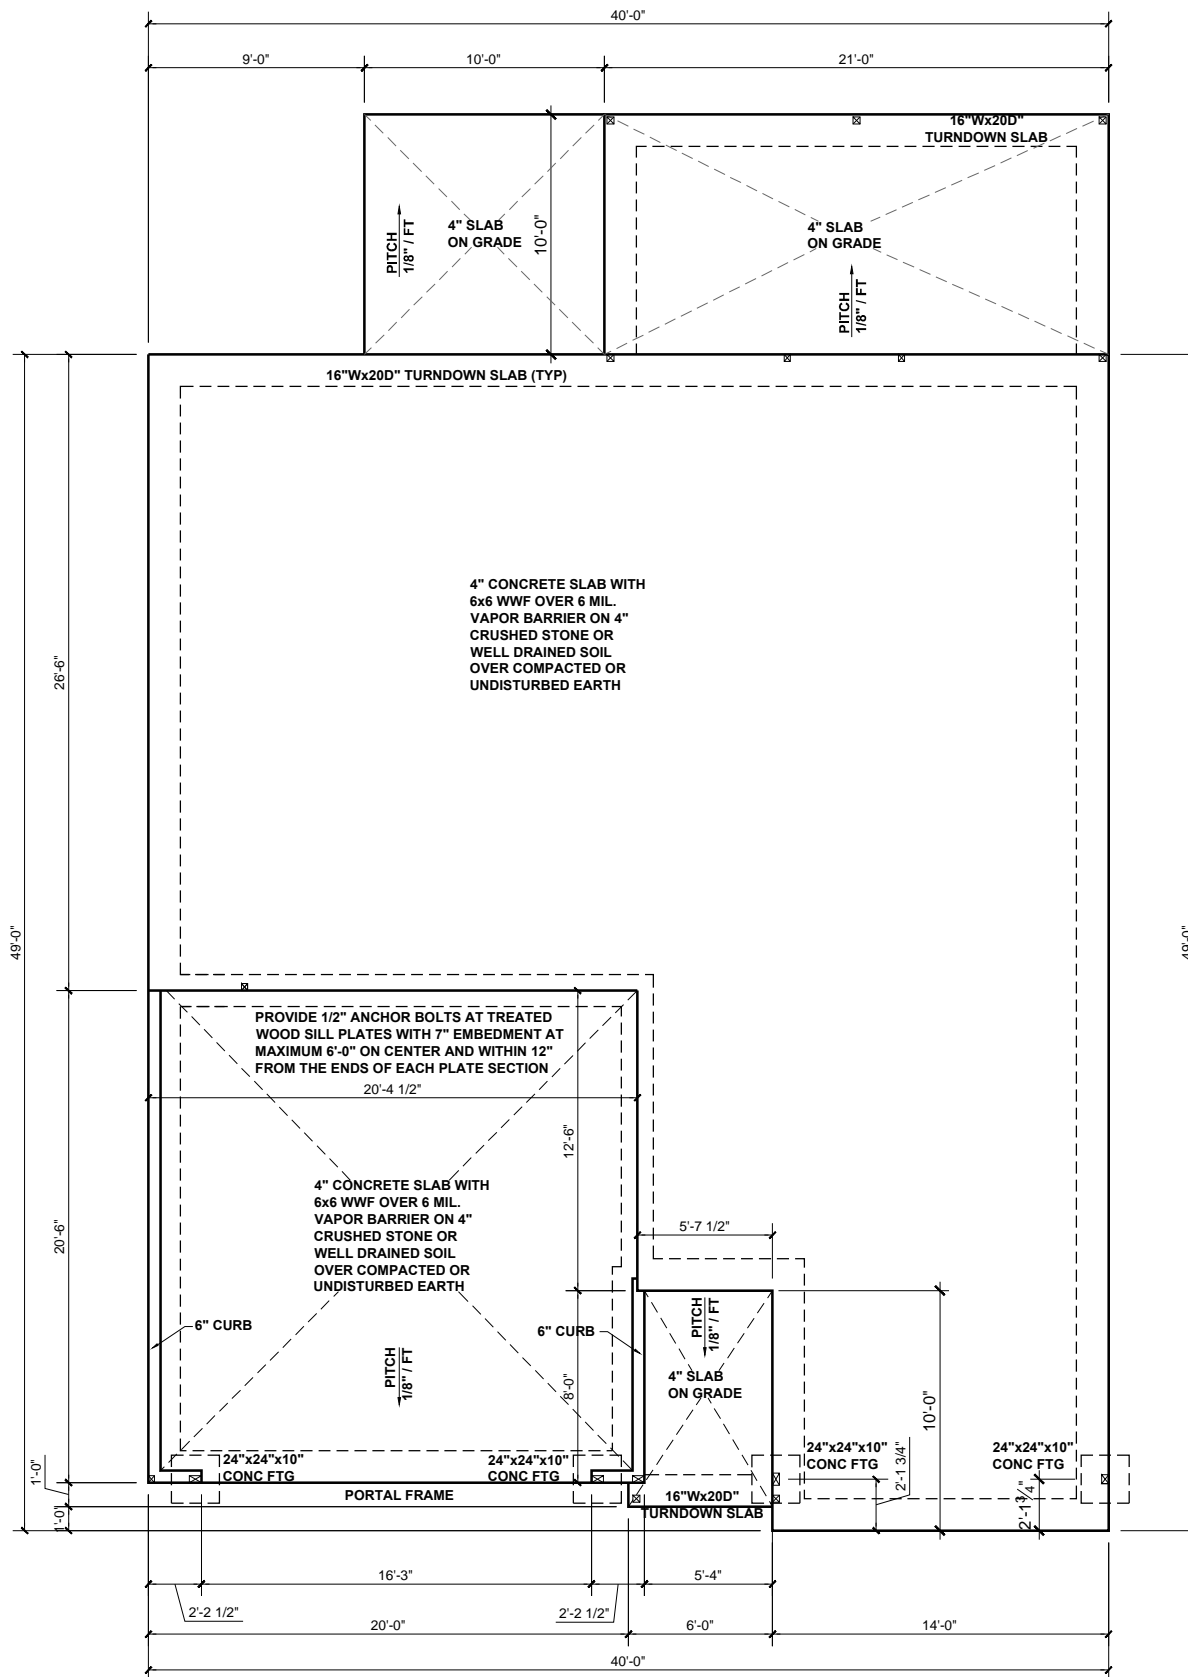 40'-0"
9'-0"
10'-0"
21'-0"
16"Wx20D"
TURNDOWN SLAB
PITCH
1/8" / FT
4" SLAB
ON GRADE
10'-0"
4" SLAB
ON GRADE
PITCH
1/8" / FT
16"Wx20D" TURNDOWN SLAB (TYP)
4" CONCRETE SLAB WITH
6x6 WWF OVER 6 MIL.
VAPOR BARRIER ON 4"
CRUSHED STONE OR
WELL DRAINED SOIL
OVER COMPACTED OR
UNDISTURBED EARTH
26'-6"
49'-0"
49'-0"
PROVIDE 1/2" ANCHOR BOLTS AT TREATED
WOOD SILL PLATES WITH 7" EMBEDMENT AT
MAXIMUM 6'-0" ON CENTER AND WITHIN 12"
FROM THE ENDS OF EACH PLATE SECTION
20'-4 1/2"
12'-6"
4" CONCRETE SLAB WITH
6x6 WWF OVER 6 MIL.
VAPOR BARRIER ON 4"
CRUSHED STONE OR
WELL DRAINED SOIL
OVER COMPACTED OR
UNDISTURBED EARTH
20'-6"
5'-7 1/2"
6" CURB
6" CURB
PITCH
1/8" / FT
PITCH
1/8" / FT
4" SLAB
ON GRADE
8'-0"
10'-0"
24"x24"x10"
CONC FTG
24"x24"x10"
CONC FTG
24"x24"x10"
CONC FTG
24"x24"x10"
CONC FTG
2'-1 3/4"
2'-1 3/4"
1'-0"
1'-0"
PORTAL FRAME
16"Wx20D"
TURNDOWN SLAB
16'-3"
5'-4"
2'-2 1/2"
2'-2 1/2"
20'-0"
6'-0"
14'-0"
40'-0"